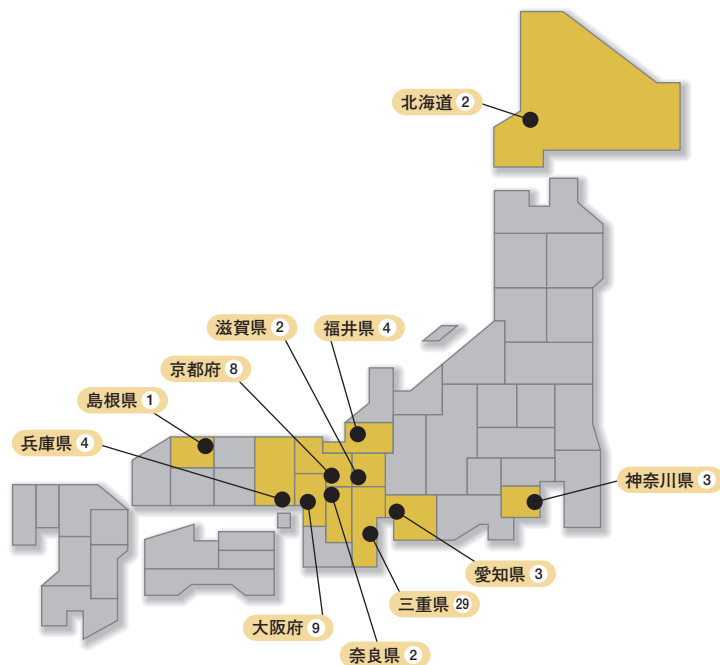 北海道 2
滋賀県 2
福井県 4
京都府 8
島根県 1
兵庫県 4
神奈川県 3
愛知県 3
三重県 29
大阪府 9
奈良県 2